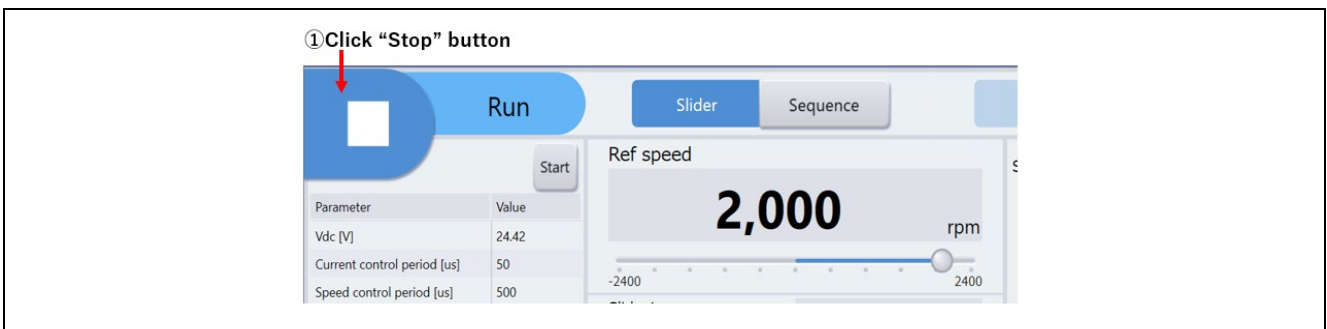 ①Click “Stop” button
Run
Slider
Sequence
Start
Ref speed
2,000
rpm
-2400
2400
Parameter Value
Vdc [V] 24.42
Current control period [us] 50
Speed control period [us] 500